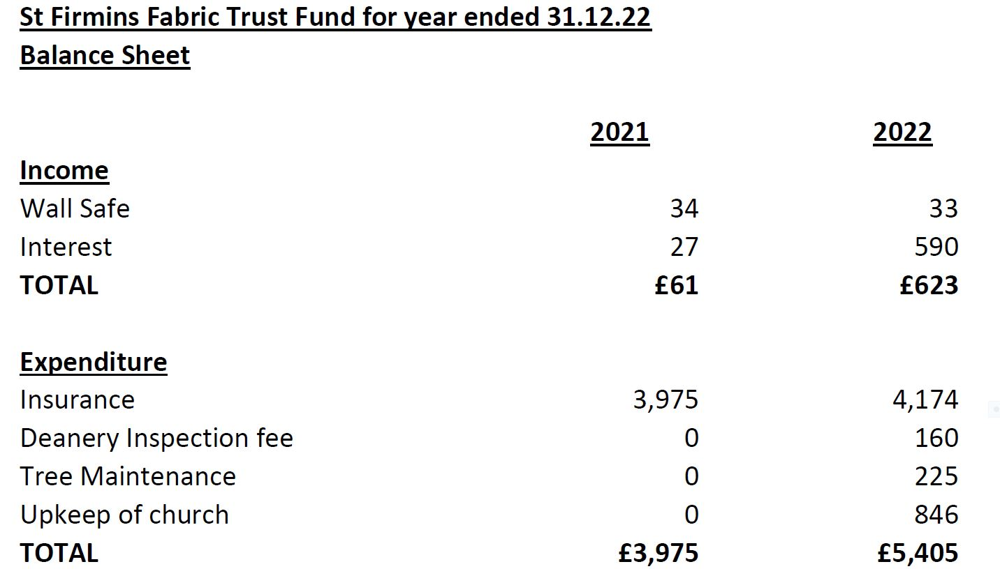 St Firmins Fabric Trust Fund for year ended 31.12.22
Balance Sheet
2021 2022
Income
Wall Safe 34 33
Interest 27 590
TOTAL £61 £623
Expenditure
Insurance 3,975 4,174
Deanery Inspection fee 0 160
Tree Maintenance 0 225
Upkeep of church 0 846
TOTAL £3,975 £5,405